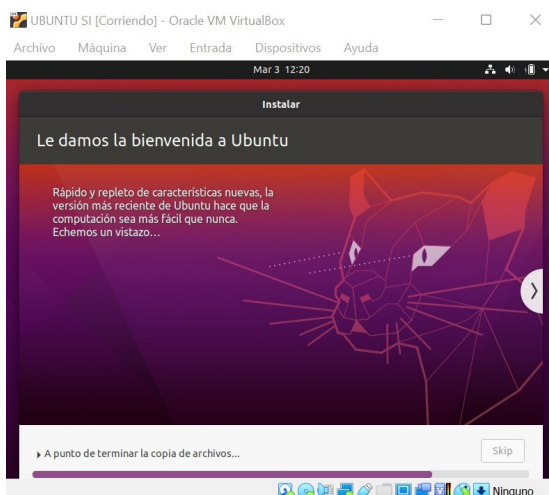 UBUNTU SI [Corriendo] - Oracle VM VirtualBox
Archivo Máquina Ver Entrada Dispositivos Ayuda
Mar 3 12:20
Instalar
Le damos la bienvenida a Ubuntu
Rápido y repleto de características nuevas, la
versión más reciente de Ubuntu hace que la
computación sea más fácil que nunca.
Echemos un vistazo…
A punto de terminar la copia de archivos...
Skip
Ninguno